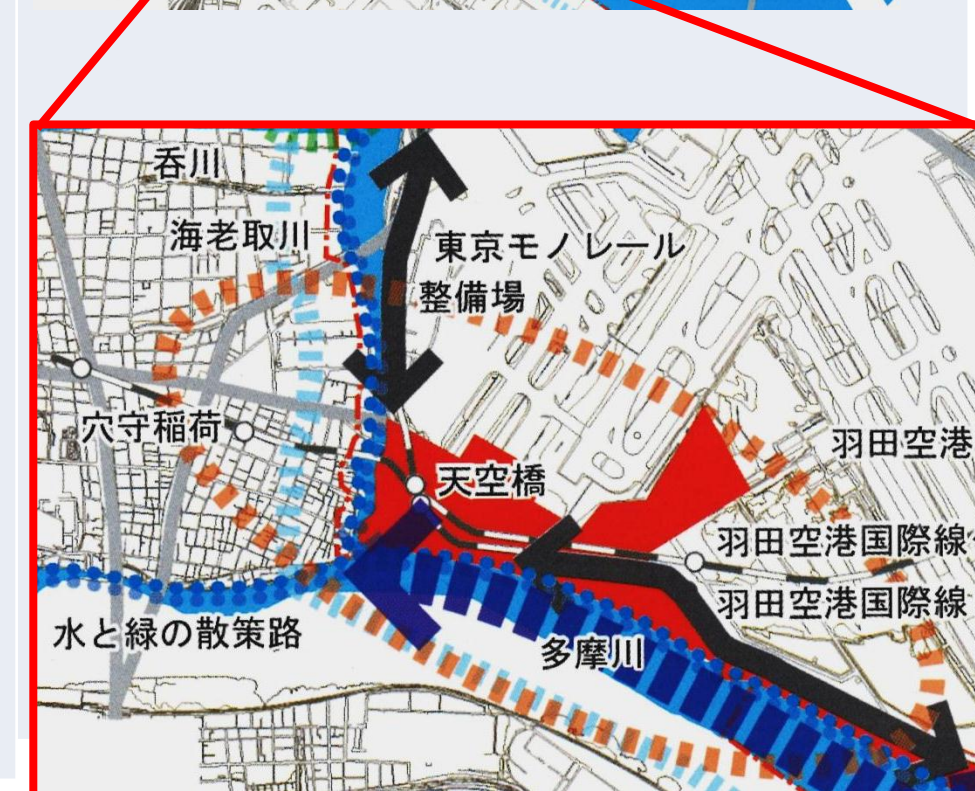 呑川
海老取川
東京モノレール
整備場
穴守稲荷
天空橋
羽田空港
羽田空港国際線
羽田空港国際線
水と緑の散策路
多摩川